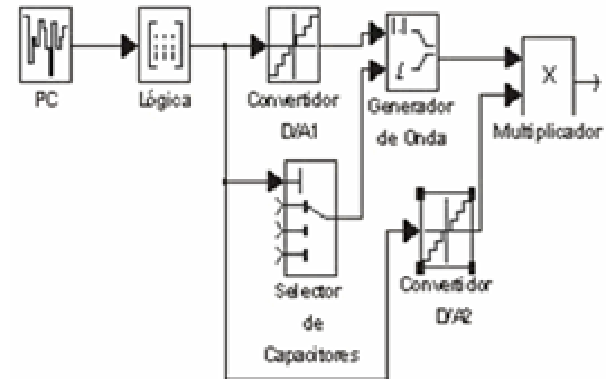 PC
Lógica
Convertidor
D/A1
Generador
de Onda
X
Multiplicador
Selector
de
Capacitores
Convertidor
D/A2